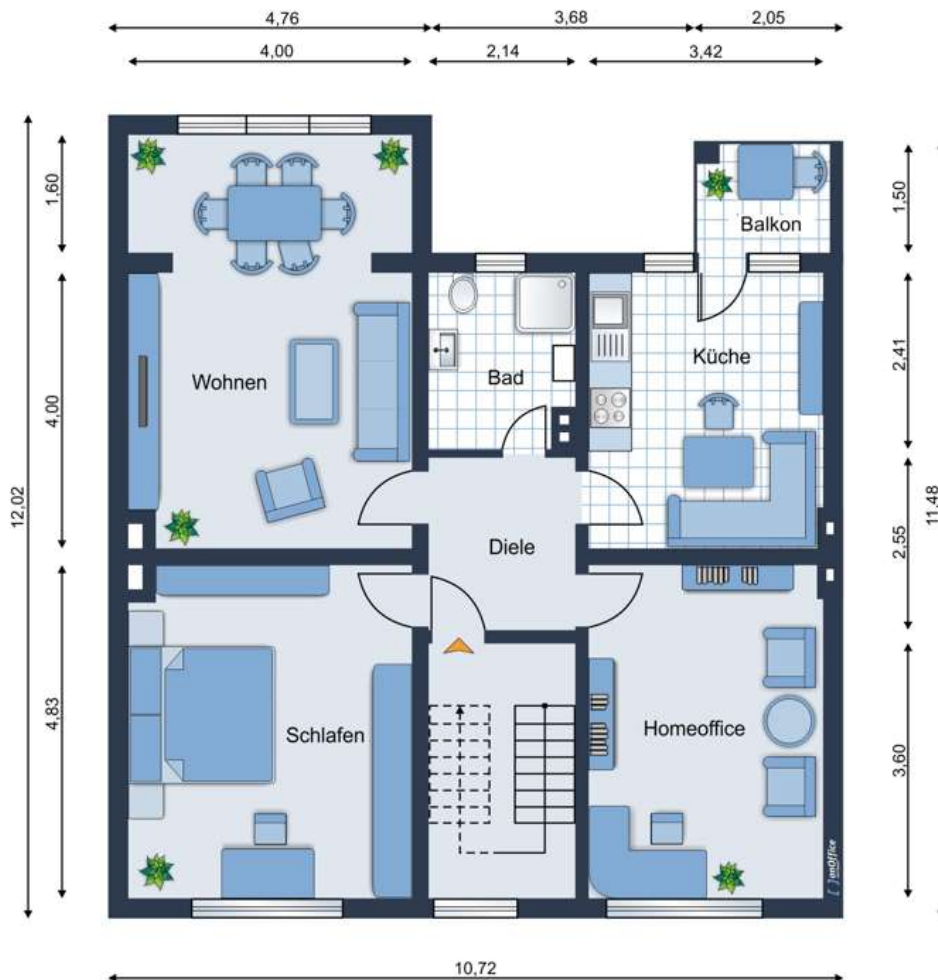 4,76
3,68
2,05
4,00
2,14
3,42
1,60
4,00
4,83
12,02
1,50
2,41
2,55
3,60
11,48
Balkon
Wohnen
Bad
Küche
Diele
Schlafen
Homeoffice
[ ] onOffice
10,72